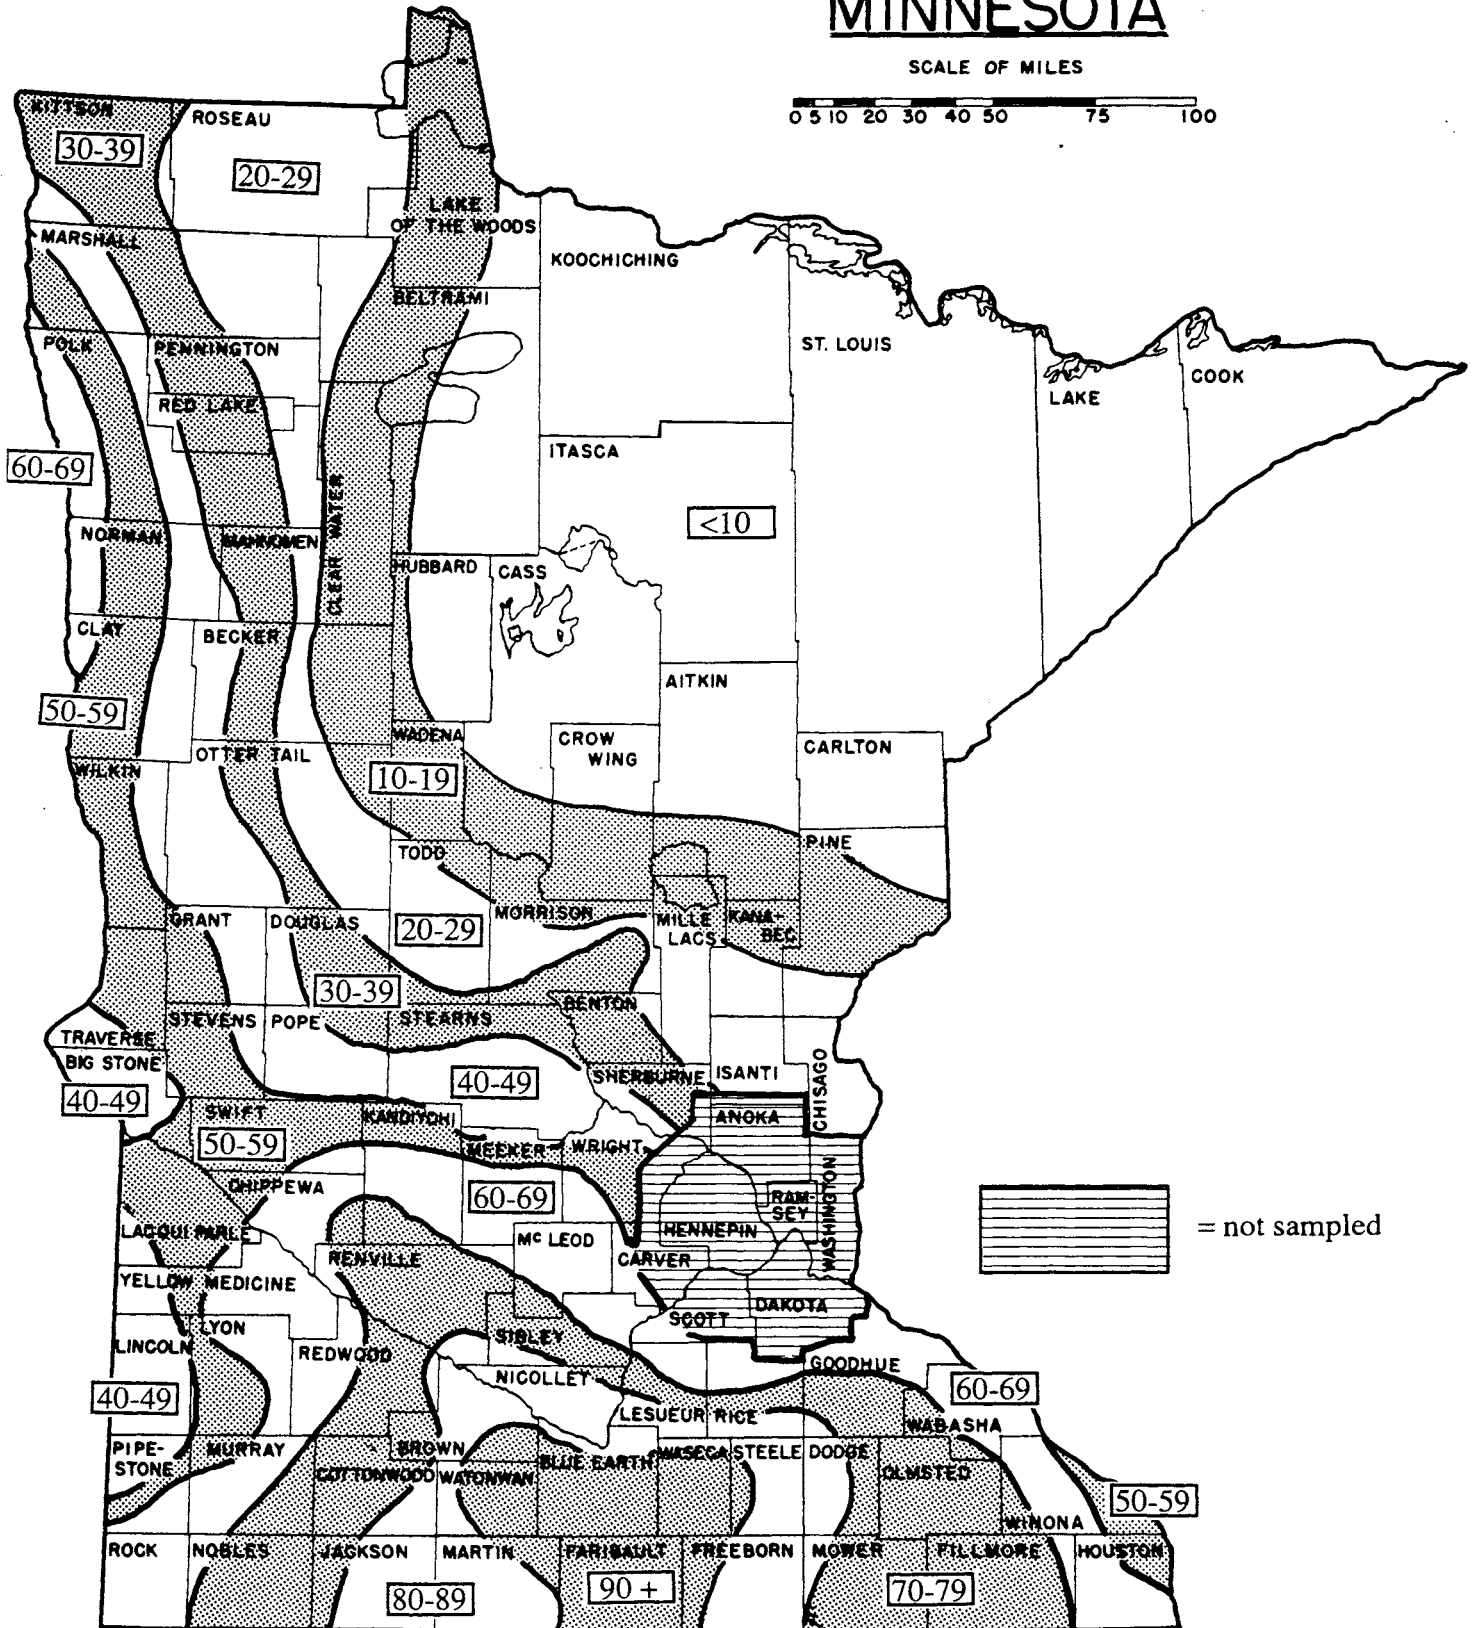 MINNESOTA
SCALE OF MILES
0 5 10 20 30 40 50 75 100
KITTSON
ROSEAU
30-39
20-29
LAKE
OF THE WOODS
MARSHALL
KOOCHICHING
BELTRAMI
POLK
PENNINGTON
ST. LOUIS
COOK
LAKE
RED LAKE
ITASCA
60-69
CLEAR WATER
<10
NORMAN
MAHNOMEN
HUBBARD
CASS
CLAY
BECKER
AITKIN
50-59
WADENA
CROW
WING
CARLTON
OTTER TAIL
WILKIN
10-19
TODD
PINE
GRANT
DOUGLAS
20-29
MORRISON
MILLE
LACS
KANA-
BEC
30-39
BENTON
STEVENS
POPE
STEARNS
TRAVERSE
BIG STONE
40-49
40-49
SHERBURNE
ISANTI
CHISAGO
SWIFT
KANDIYOHI
ANOKA
50-59
MEEKER
WRIGHT
CHIPPEWA
60-69
RAM-
SEY
WASHINGTON
LACQUI PARLE
MC LEOD
HENNEPIN
= not sampled
RENVILLE
CARVER
YELLOW MEDICINE
DAKOTA
SCOTT
LYON
LINCOLN
REDWOOD
SIBLEY
NICOLLET
GOODHUE
40-49
60-69
LESUEUR
RICE
WABASHA
PIPE-
STONE
MURRAY
BROWN
COTTONWOOD
WATONWAN
BLUE EARTH
WASECA
STEELE
DODGE
OLMSTED
50-59
WINONA
ROCK
NOBLES
JACKSON
MARTIN
FARIBAULT
FREEBORN
MOWER
FILLMORE
HOUSTON
80-89
90 +
70-79